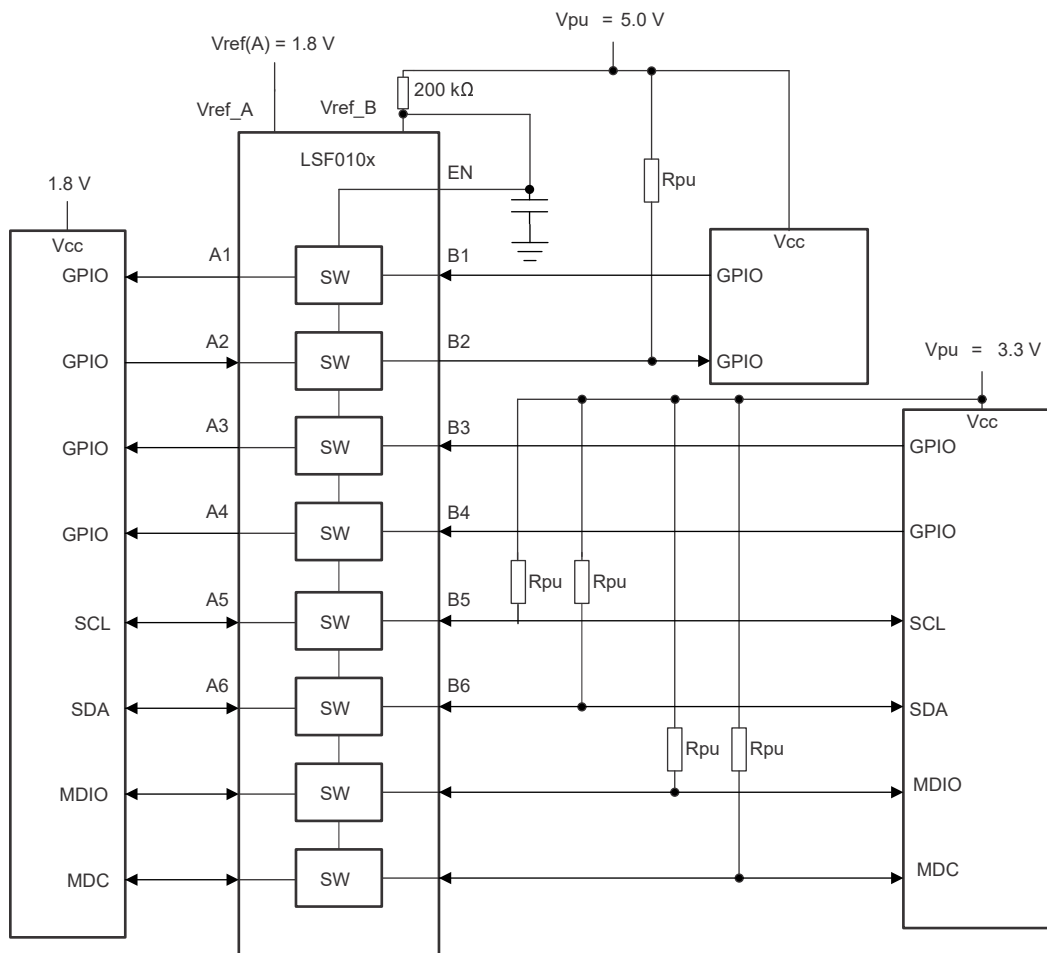 Vpu = 5.0 V
Vref(A) = 1.8 V
200 kΩ
Vref_A
Vref_B
LSF010x
EN
Rpu
1.8 V
Vcc
Vcc
GPIO
A1
SW
B1
GPIO
GPIO
A2
SW
B2
GPIO
Vpu = 3.3 V
Vcc
GPIO
A3
SW
B3
GPIO
GPIO
A4
SW
B4
GPIO
Rpu
Rpu
SCL
A5
SW
B5
SCL
SDA
A6
SW
B6
SDA
Rpu
Rpu
MDIO
SW
MDIO
MDC
SW
MDC